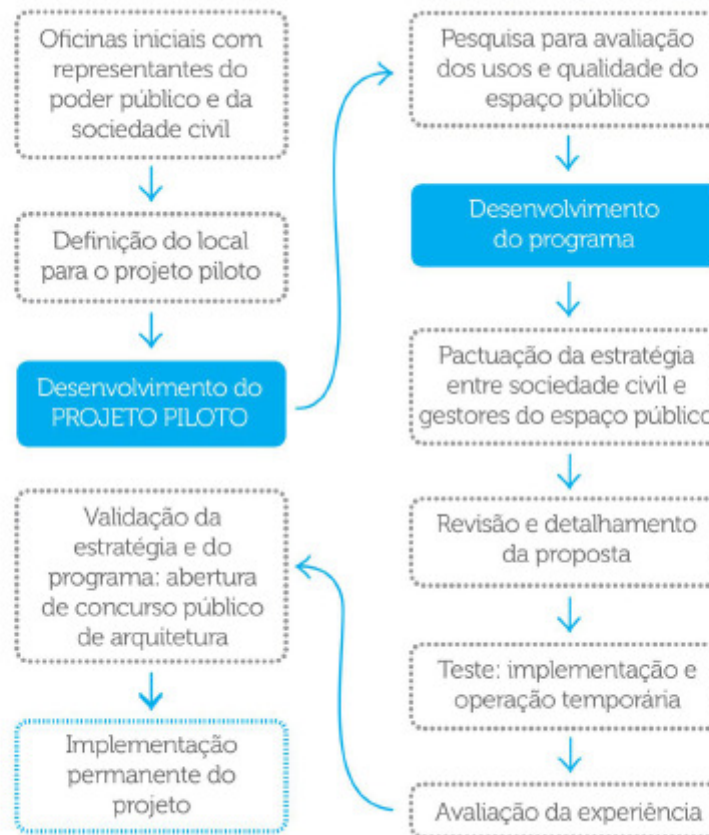 Oficinas iniciais com
representantes do
poder público e da
sociedade civil
Definição do local
para o projeto piloto
Desenvolvimento do
PROJETO PILOTO
Pesquisa para avaliação
dos usos e qualidade do
espaço público
Desenvolvimento
do programa
Pactuação da estratégia
entre sociedade civil e
gestores do espaço público
Revisão e detalhamento
da proposta
Teste: implementação e
operação temporária
Avaliação da experiência
Validação da
estratégia e do
programa: abertura
de concurso público
de arquitetura
Implementação
permanente do
projeto